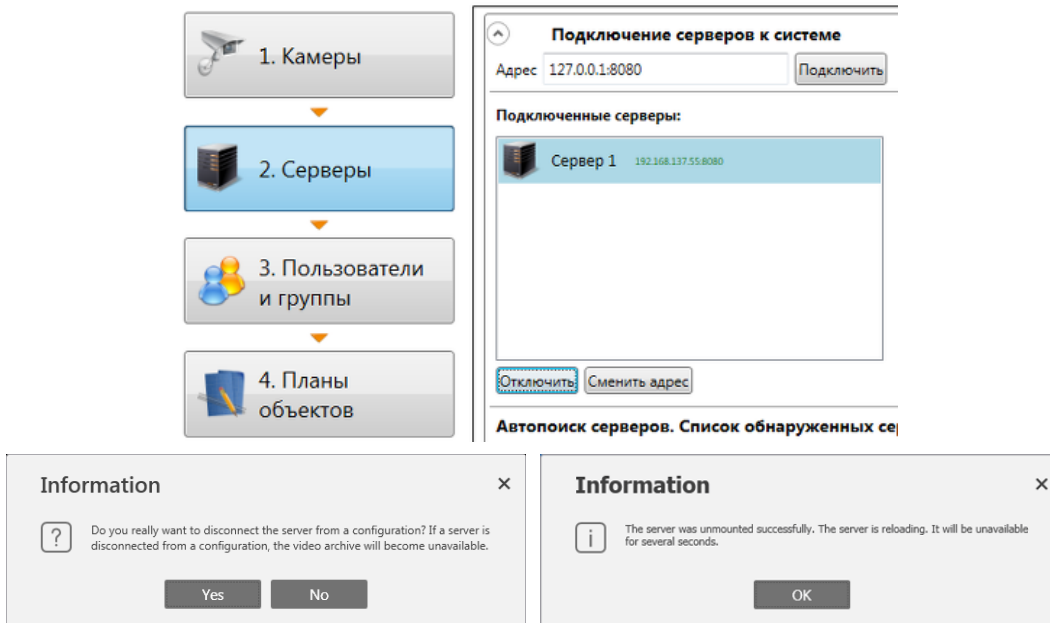 1. Камеры
2. Серверы
3. Пользователи
и группы
4. Планы
объектов
Подключение серверов к системе
Адрес 127.0.0.1:8080 Подключить
Подключенные серверы:
Сервер 1 192.168.137.55:8080
Отключить Сменить адрес
Автопоиск серверов. Список обнаруженных
Information
Do you really want to disconnect the server from a configuration? If a server is
disconnected from a configuration, the video archive will become unavailable.
Yes No
Information
The server was unmounted successfully. The server is reloading. It will be unavailable
for several seconds.
OK